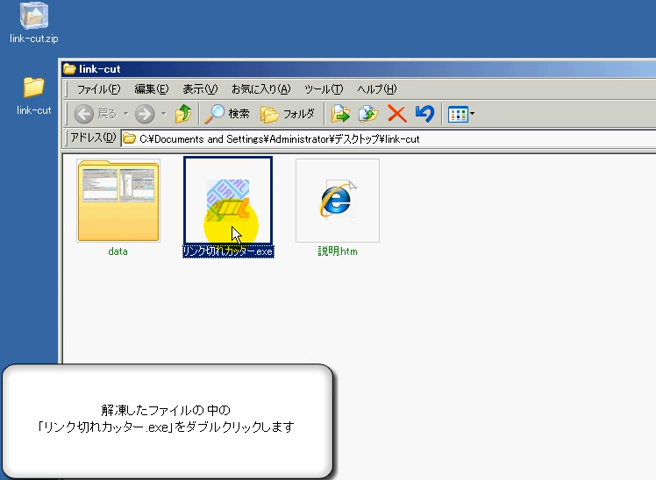 link-cut.zip
link-cut
link-cut
ファイル(F) 編集(E) 表示(V) お気に入り(A) ツール(T) ヘルプ(H)
戻る 検索 フォルダ
アドレス(D) C:¥Documents and Settings¥Administrator¥デスクトップ¥link-cut
data リンク切れカッター.exe 説明.htm
解凍したファイルの中の
「リンク切れカッター.exe」をダブルクリックします